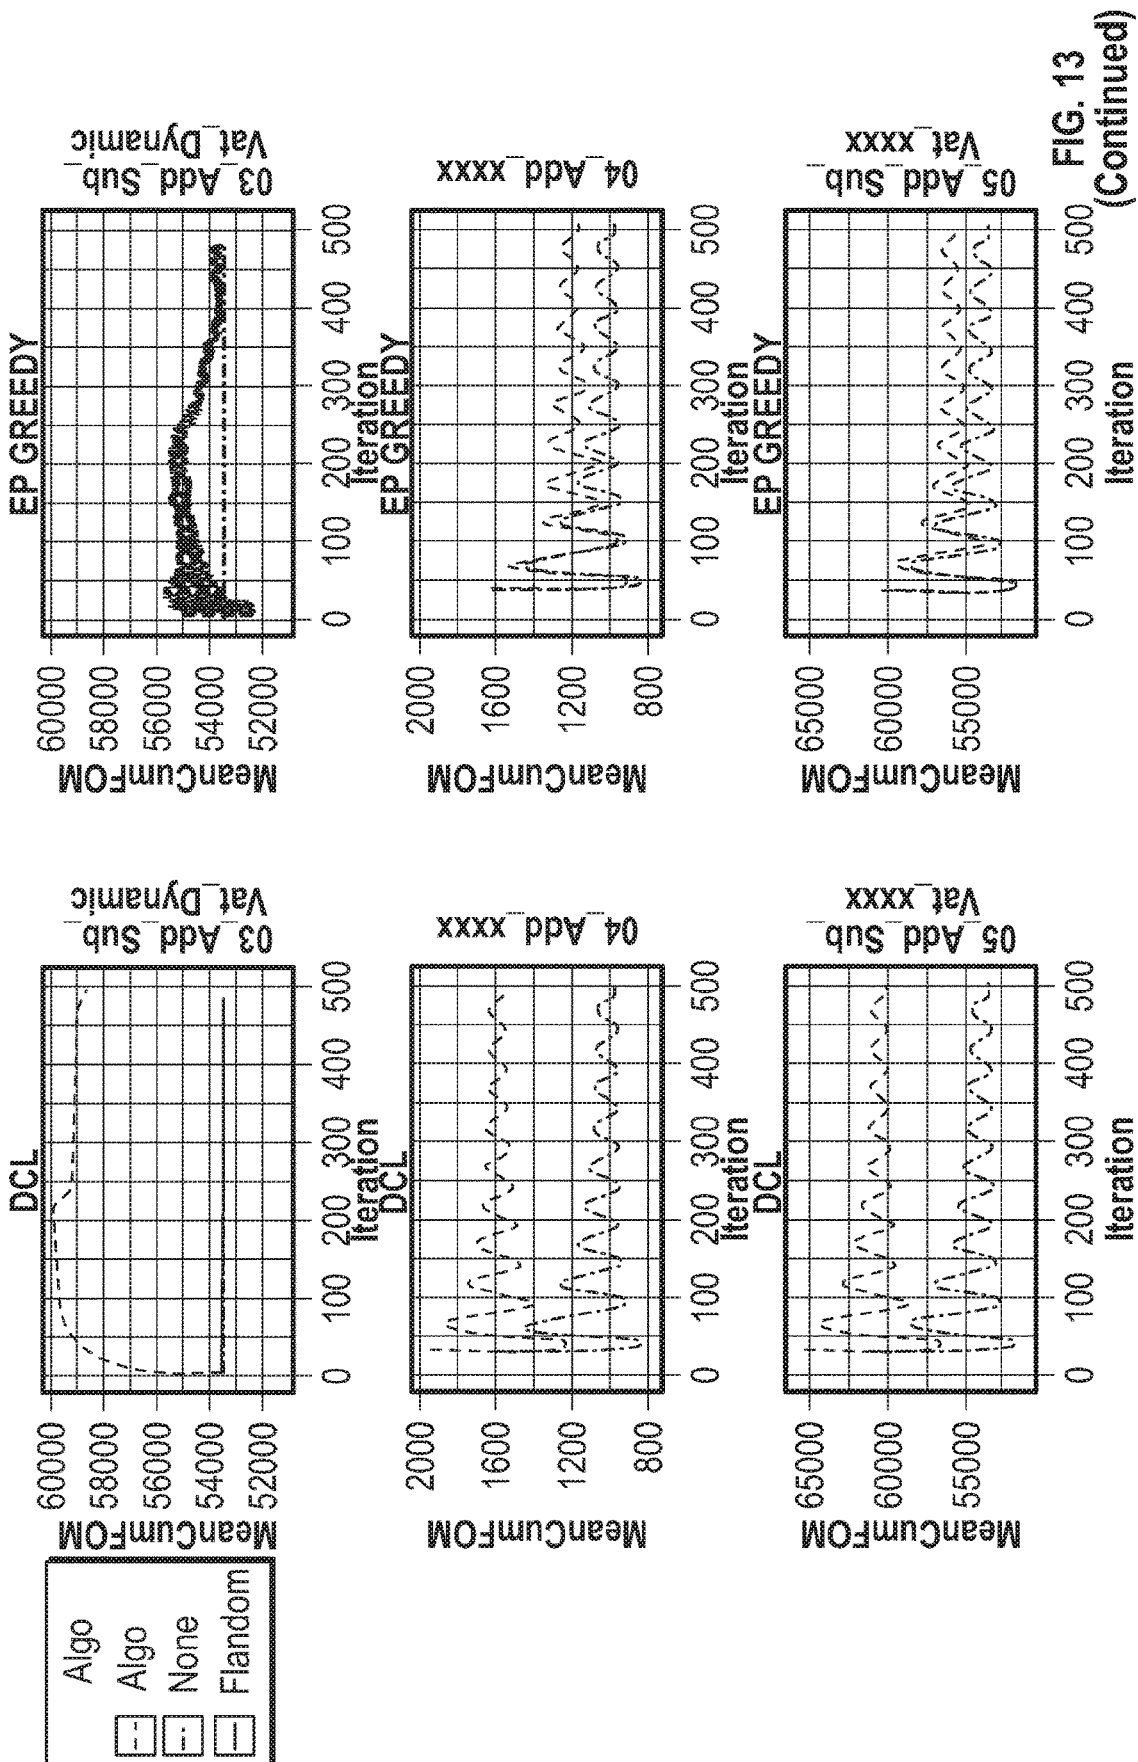 Algo
Algo
None
Flandom
DCL
MeanCumFOM
60000
58000
56000
54000
52000
0
100
200
300
400
500
Iteration
03_Add_Sub_
Vat_Dynamic
EP GREEDY
MeanCumFOM
60000
58000
56000
54000
52000
0
100
200
300
400
500
Iteration
03_Add_Sub_
Vat_Dynamic
DCL
MeanCumFOM
2000
1600
1200
800
0
100
200
300
400
500
Iteration
04_Add_xxxx
EP GREEDY
MeanCumFOM
2000
1600
1200
800
0
100
200
300
400
500
Iteration
04_Add_xxxx
DCL
MeanCumFOM
65000
60000
55000
0
100
200
300
400
500
Iteration
05_Add_Sub_
Vat_xxxx
EP GREEDY
MeanCumFOM
65000
60000
55000
0
100
200
300
400
500
Iteration
05_Add_Sub_
Vat_xxxx
FIG. 13
(Continued)